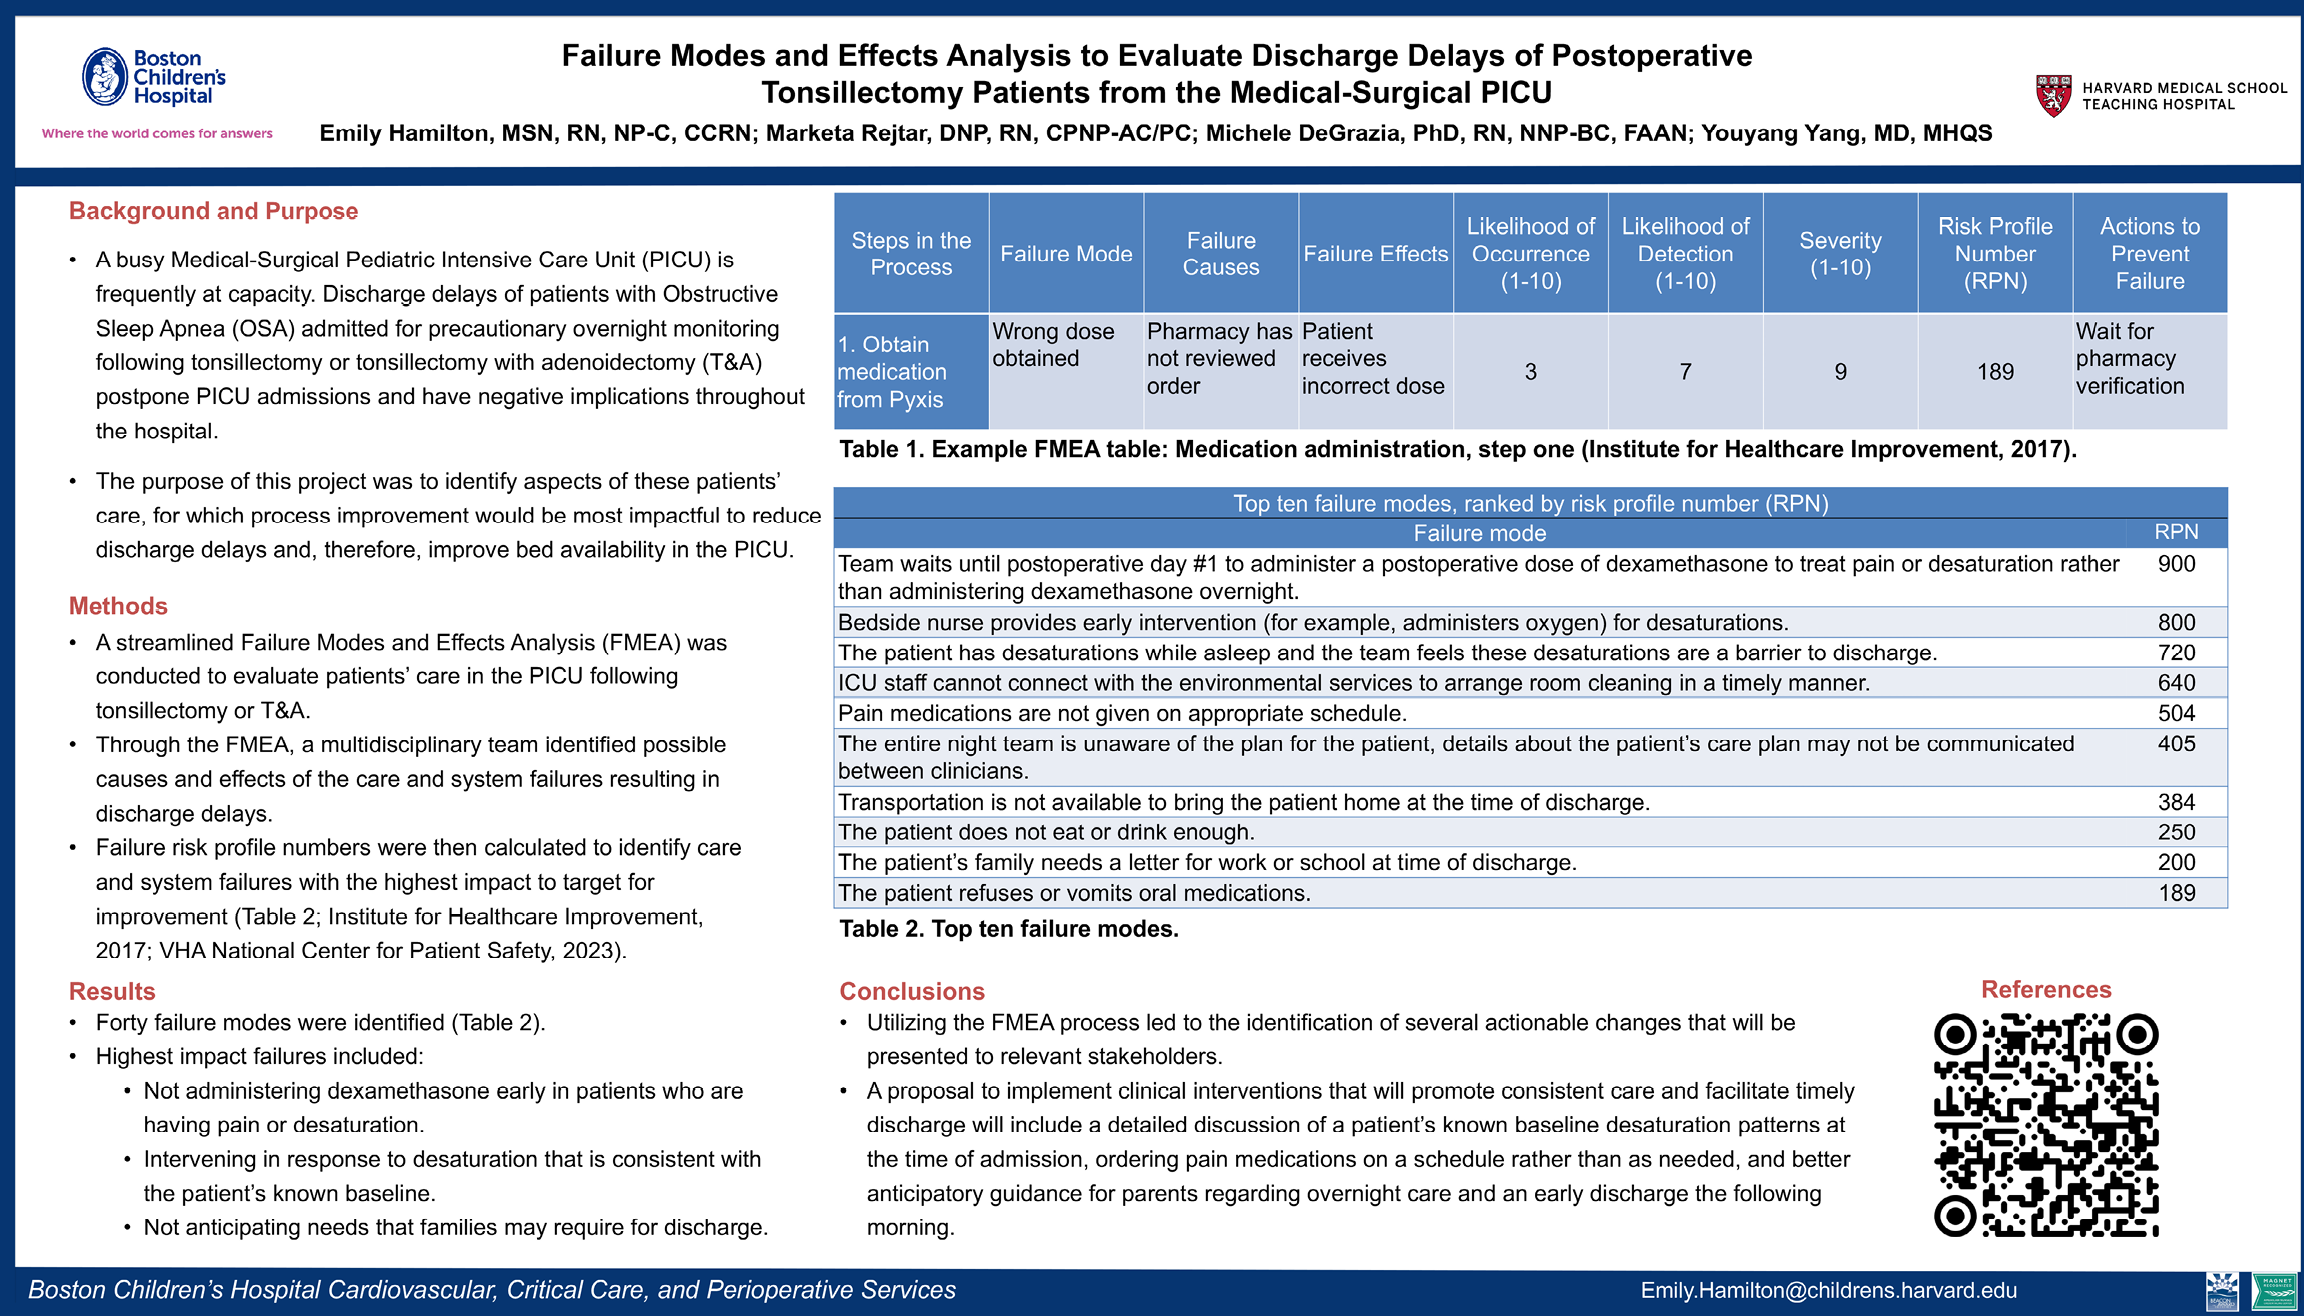 Boston
Children's
Hospital
Where the world comes for answers
Failure Modes and Effects Analysis to Evaluate Discharge Delays of Postoperative
Tonsillectomy Patients from the Medical-Surgical PICU
Emily Hamilton, MSN, RN, NP-C, CCRN; Marketa Rejtar, DNP, RN, CPNP-AC/PC; Michele DeGrazia, PhD, RN, NNP-BC, FAAN; Youyang Yang, MD, MHQS
HARVARD MEDICAL SCHOOL
TEACHING HOSPITAL
Background and Purpose
• A busy Medical-Surgical Pediatric Intensive Care Unit (PICU) is
frequently at capacity. Discharge delays of patients with Obstructive
Sleep Apnea (OSA) admitted for precautionary overnight monitoring
following tonsillectomy or tonsillectomy with adenoidectomy (T&A)
postpone PICU admissions and have negative implications throughout
the hospital.
• The purpose of this project was to identify aspects of these patients'
care, for which process improvement would be most impactful to reduce
discharge delays and, therefore, improve bed availability in the PICU.
Methods
• A streamlined Failure Modes and Effects Analysis (FMEA) was
conducted to evaluate patients' care in the PICU following
tonsillectomy or T&A.
• Through the FMEA, a multidisciplinary team identified possible
causes and effects of the care and system failures resulting in
discharge delays.
• Failure risk profile numbers were then calculated to identify care
and system failures with the highest impact to target for
improvement (Table 2; Institute for Healthcare Improvement,
2017; VHA National Center for Patient Safety, 2023).
Results
• Forty failure modes were identified (Table 2).
• Highest impact failures included:
• Not administering dexamethasone early in patients who are
having pain or desaturation.
• Intervening in response to desaturation that is consistent with
the patient's known baseline.
• Not anticipating needs that families may require for discharge.
Steps in the
Process
Failure Mode
Failure
Causes
Failure Effects
Likelihood of
Occurrence
(1-10)
Likelihood of
Detection
(1-10)
Severity
(1-10)
Risk Profile
Number
(RPN)
Actions to
Prevent
Failure
1. Obtain
medication
from Pyxis
Wrong dose
obtained
Pharmacy has
not reviewed
order
Patient
receives
incorrect dose
3
7
9
189
Wait for
pharmacy
verification
Table 1. Example FMEA table: Medication administration, step one (Institute for Healthcare Improvement, 2017).
Top ten failure modes, ranked by risk profile number (RPN)
Failure mode RPN
Team waits until postoperative day #1 to administer a postoperative dose of dexamethasone to treat pain or desaturation rather 900
than administering dexamethasone overnight.
Bedside nurse provides early intervention (for example, administers oxygen) for desaturations. 800
The patient has desaturations while asleep and the team feels these desaturations are a barrier to discharge. 720
ICU staff cannot connect with the environmental services to arrange room cleaning in a timely manner. 640
Pain medications are not given on appropriate schedule. 504
The entire night team is unaware of the plan for the patient, details about the patient's care plan may not be communicated 405
between clinicians.
Transportation is not available to bring the patient home at the time of discharge. 384
The patient does not eat or drink enough. 250
The patient's family needs a letter for work or school at time of discharge. 200
The patient refuses or vomits oral medications. 189
Table 2. Top ten failure modes.
Conclusions
• Utilizing the FMEA process led to the identification of several actionable changes that will be
presented to relevant stakeholders.
• A proposal to implement clinical interventions that will promote consistent care and facilitate timely
discharge will include a detailed discussion of a patient's known baseline desaturation patterns at
the time of admission, ordering pain medications on a schedule rather than as needed, and better
anticipatory guidance for parents regarding overnight care and an early discharge the following
morning.
References
Boston Children's Hospital Cardiovascular, Critical Care, and Perioperative Services
Emily.Hamilton@childrens.harvard.edu
BEACON
MAGNET
RECOGNIZED